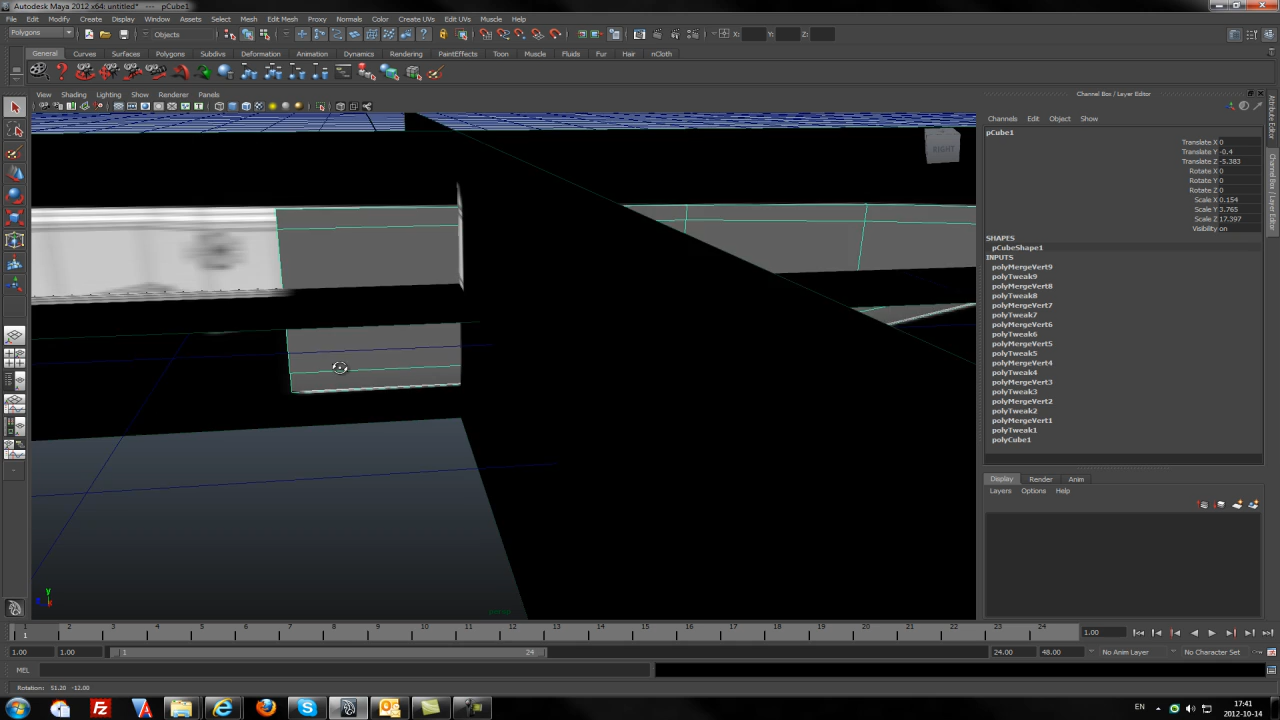 Autodesk Maya 2012 x64: untitled* --- pCube1
File Edit Modify Create Display Window Assets Select Mesh Edit Mesh Proxy Normals Color Create UVs Edit UVs Muscle Help
Polygons Objects X: Y: Z:
General Curves Surfaces Polygons Subdivs Deformation Animation Dynamics Rendering PaintEffects Toon Muscle Fluids Fur Hair nCloth
View Shading Lighting Show Renderer Panels
Channel Box / Layer Editor
Channels Edit Object Show
pCube1
Translate X 0
Translate Y -0.4
Translate Z -5.383
Rotate X 0
Rotate Y 0
Rotate Z 0
Scale X 0.154
Scale Y 3.765
Scale Z 17.397
Visibility on
SHAPES
pCubeShape1
INPUTS
polyMergeVert9
polyTweak9
polyMergeVert8
polyTweak8
polyMergeVert7
polyTweak7
polyMergeVert6
polyTweak6
polyMergeVert5
polyTweak5
polyMergeVert4
polyTweak4
polyMergeVert3
polyTweak3
polyMergeVert2
polyTweak2
polyMergeVert1
polyTweak1
polyCube1
Attribute Editor
Channel Box / Layer Editor
RIGHT
Display Render Anim
Layers Options Help
y
persp
1 2 3 4 5 6 7 8 9 10 11 12 13 14 15 16 17 18 19 20 21 22 23 24
1
1.00
1.00 1.00 1 24 24.00 48.00 No Anim Layer No Character Set
MEL
Rotation: 51.20 -12.00
EN 17:41
2012-10-14